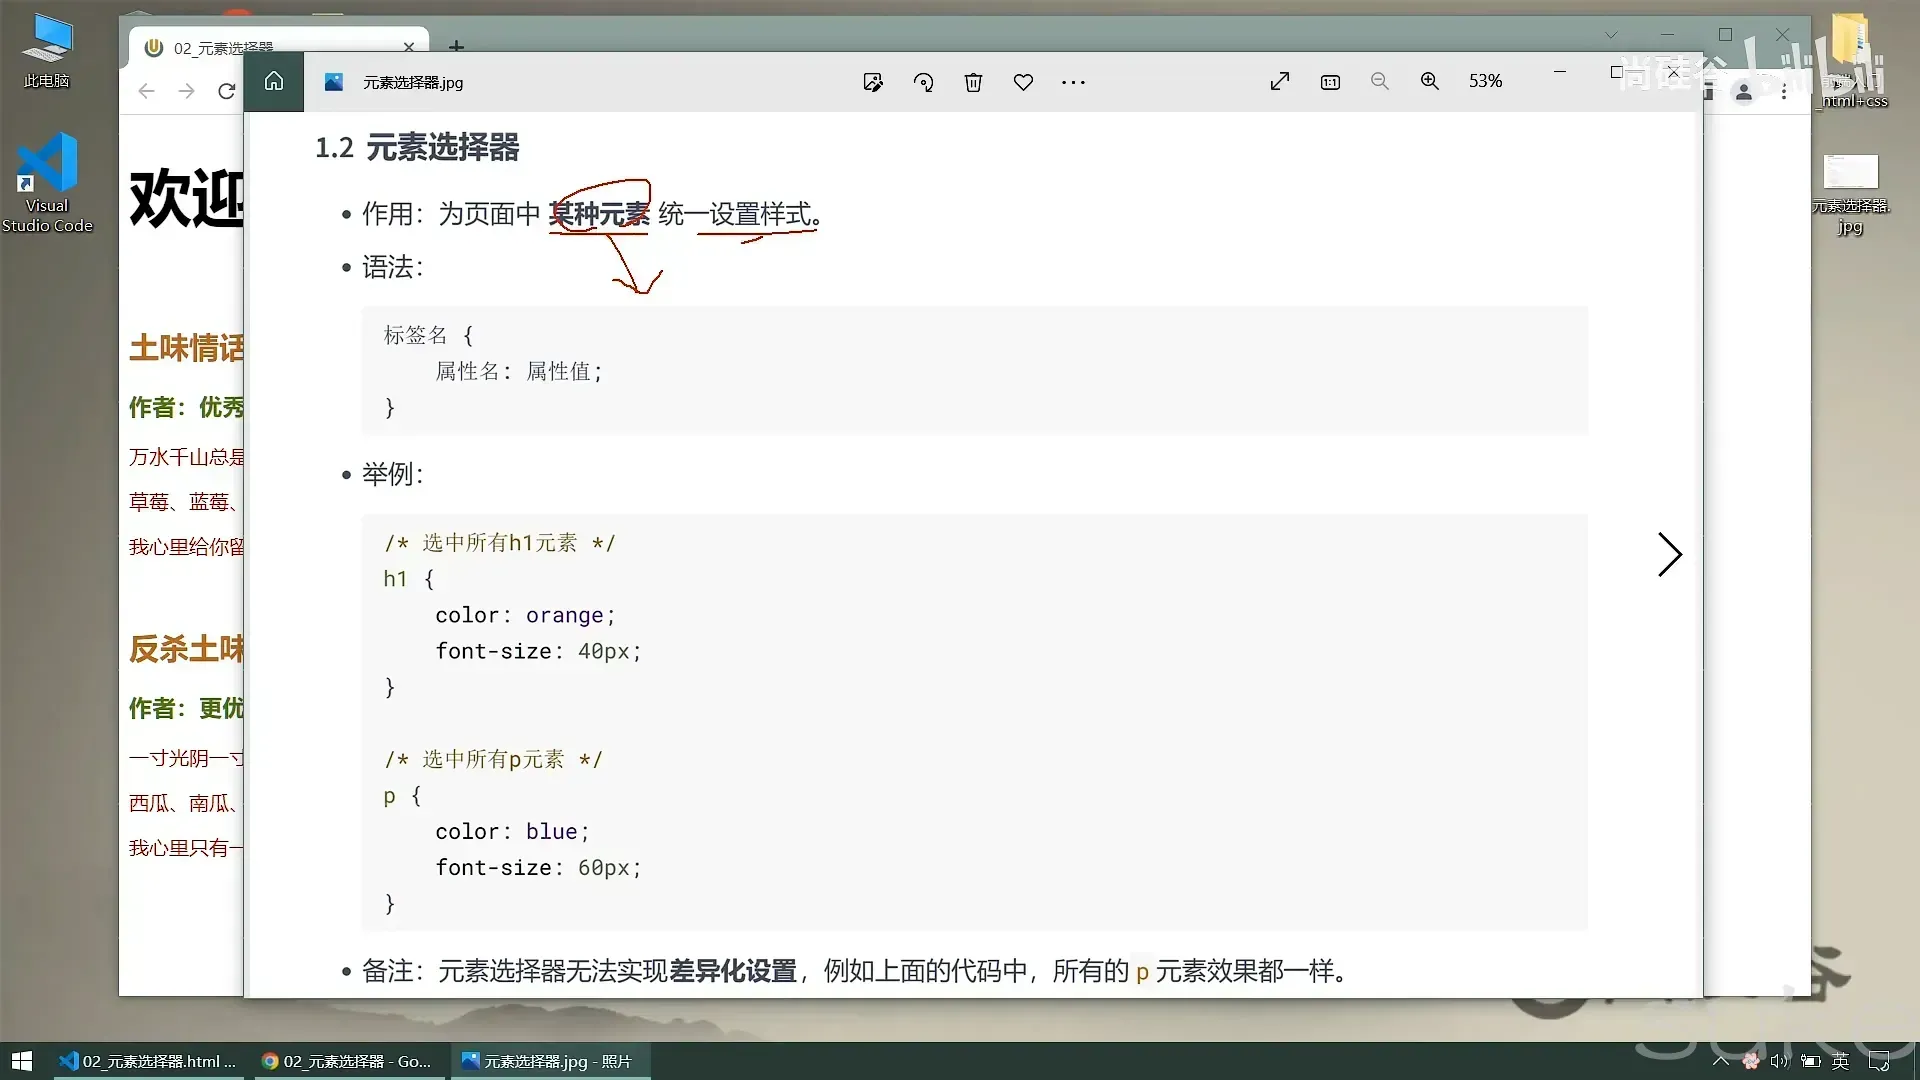 此电脑
Visual
Studio Code
02_元素选择器
元素选择器.jpg
53%
尚硅谷
bilibili
_html+css
元素选择器.
jpg
欢迎
土味情话
作者：优秀
万水千山总是
草莓、蓝莓、
我心里给你留
反杀土味
作者：更优
一寸光阴一寸
西瓜、南瓜、
我心里只有一
1.2 元素选择器
• 作用：为页面中 某种元素 统一设置样式。
• 语法：
标签名 {
属性名: 属性值;
}
• 举例：
/* 选中所有h1元素 */
h1 {
color: orange;
font-size: 40px;
}
/* 选中所有p元素 */
p {
color: blue;
font-size: 60px;
}
• 备注：元素选择器无法实现差异化设置，例如上面的代码中，所有的 p 元素效果都一样。
02_元素选择器.html ...
02_元素选择器 - Go...
元素选择器.jpg - 照片
英